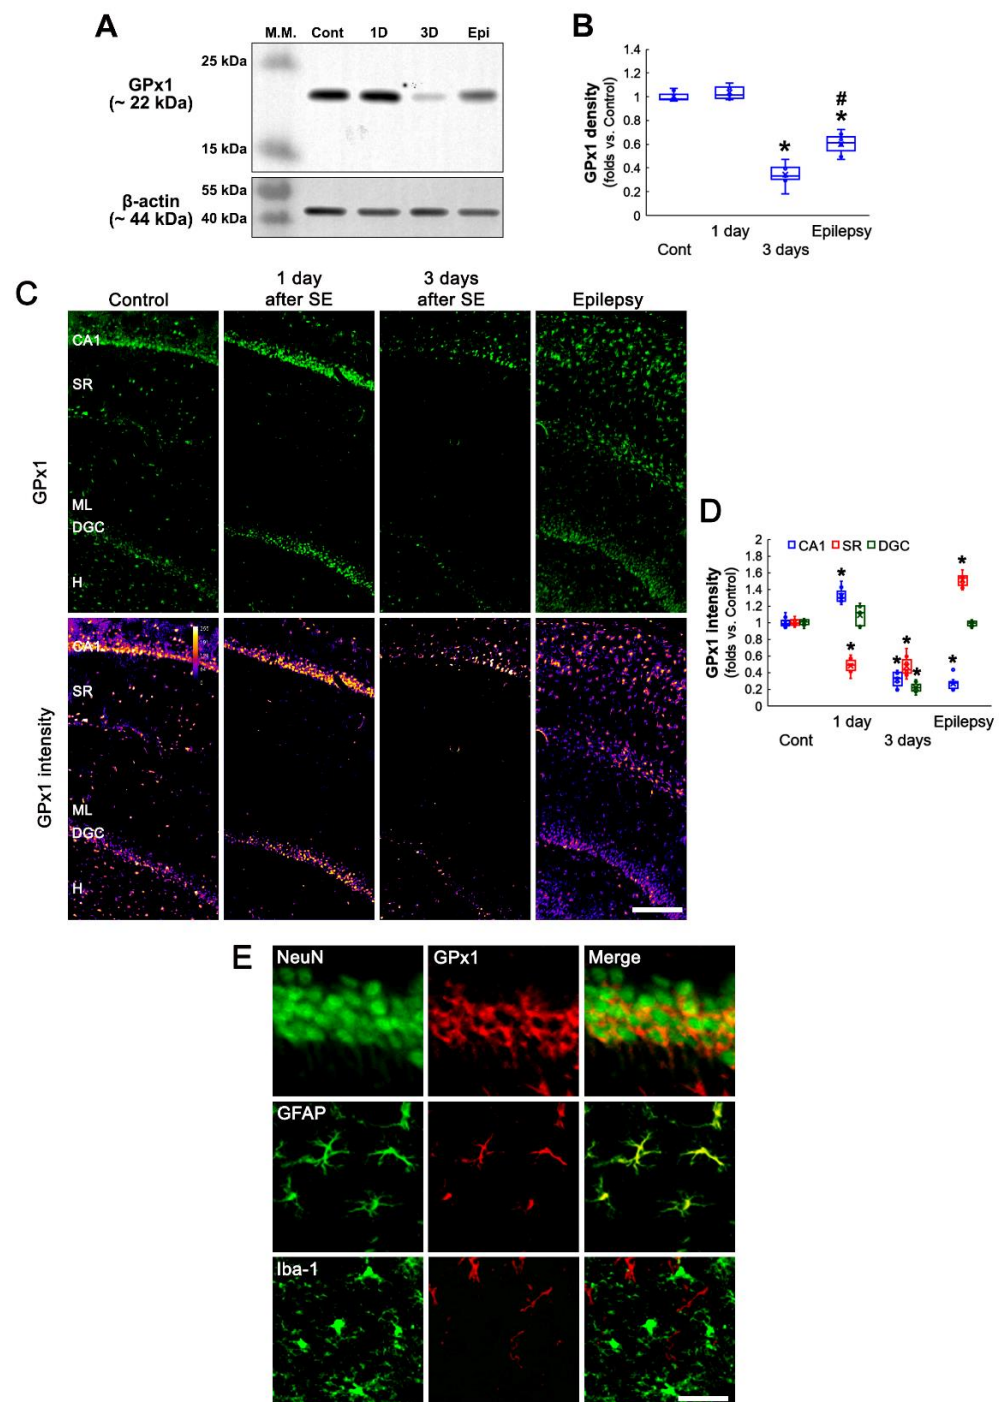 A
M.M. Cont 1D 3D Epi
25 kDa
GPx1
(~ 22 kDa)
15 kDa
55 kDa
β-actin
(~ 44 kDa)
40 kDa
B
1.4
1.2
1
0.8
0.6
0.4
0.2
0
GPx1 density
(folds vs. Control)
*
#
*
Cont
1 day
3 days
Epilepsy
C
Control
1 day
after SE
3 days
after SE
Epilepsy
GPx1
CA1
SR
ML
DGC
H
GPx1 intensity
CA1
SR
ML
DGC
H
D
CA1 SR DGC
2
1.8
1.6
1.4
1.2
1
0.8
0.6
0.4
0.2
0
GPx1 intensity
(folds vs. Control)
*
*
*
*
*
*
*
Cont
1 day
3 days
Epilepsy
E
NeuN GPx1 Merge
GFAP
Iba-1